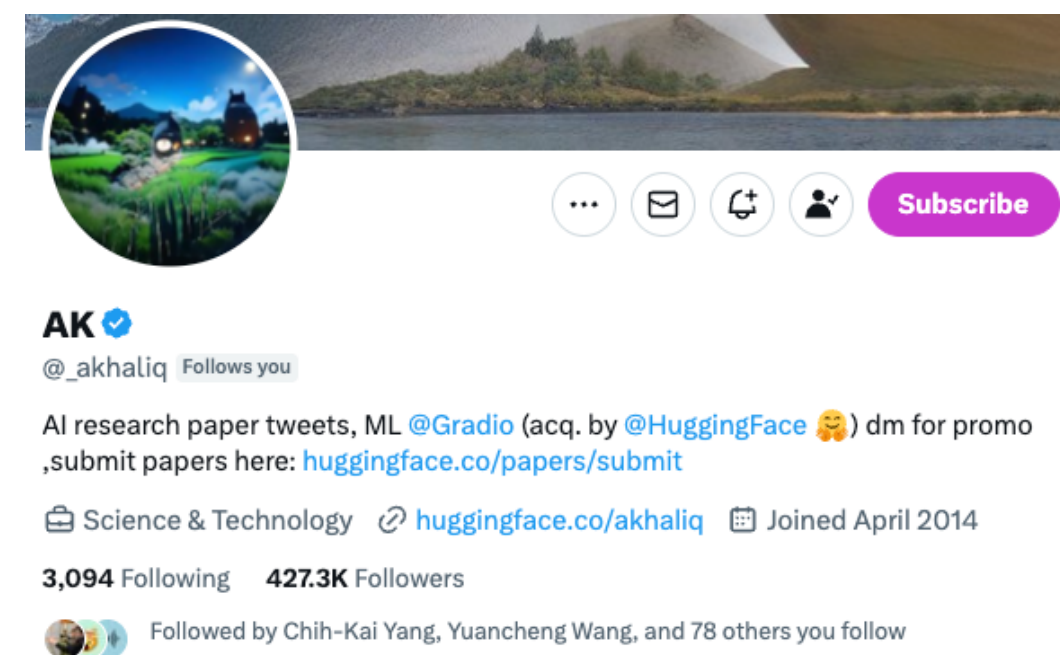 Subscribe
AK
@_akhaliq Follows you
AI research paper tweets, ML @Gradio (acq. by @HuggingFace 🤗) dm for promo
,submit papers here: huggingface.co/papers/submit
Science & Technology huggingface.co/akhaliq Joined April 2014
3,094 Following 427.3K Followers
Followed by Chih-Kai Yang, Yuancheng Wang, and 78 others you follow